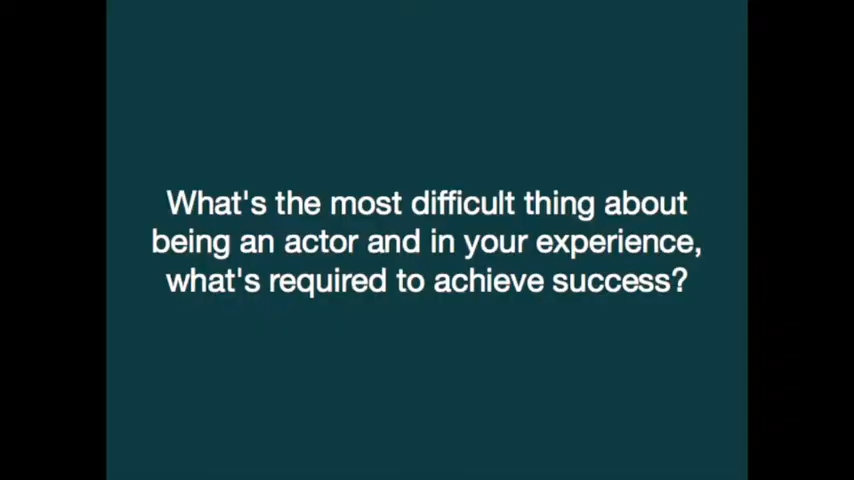 What's the most difficult thing about
being an actor and in your experience,
what's required to achieve success?